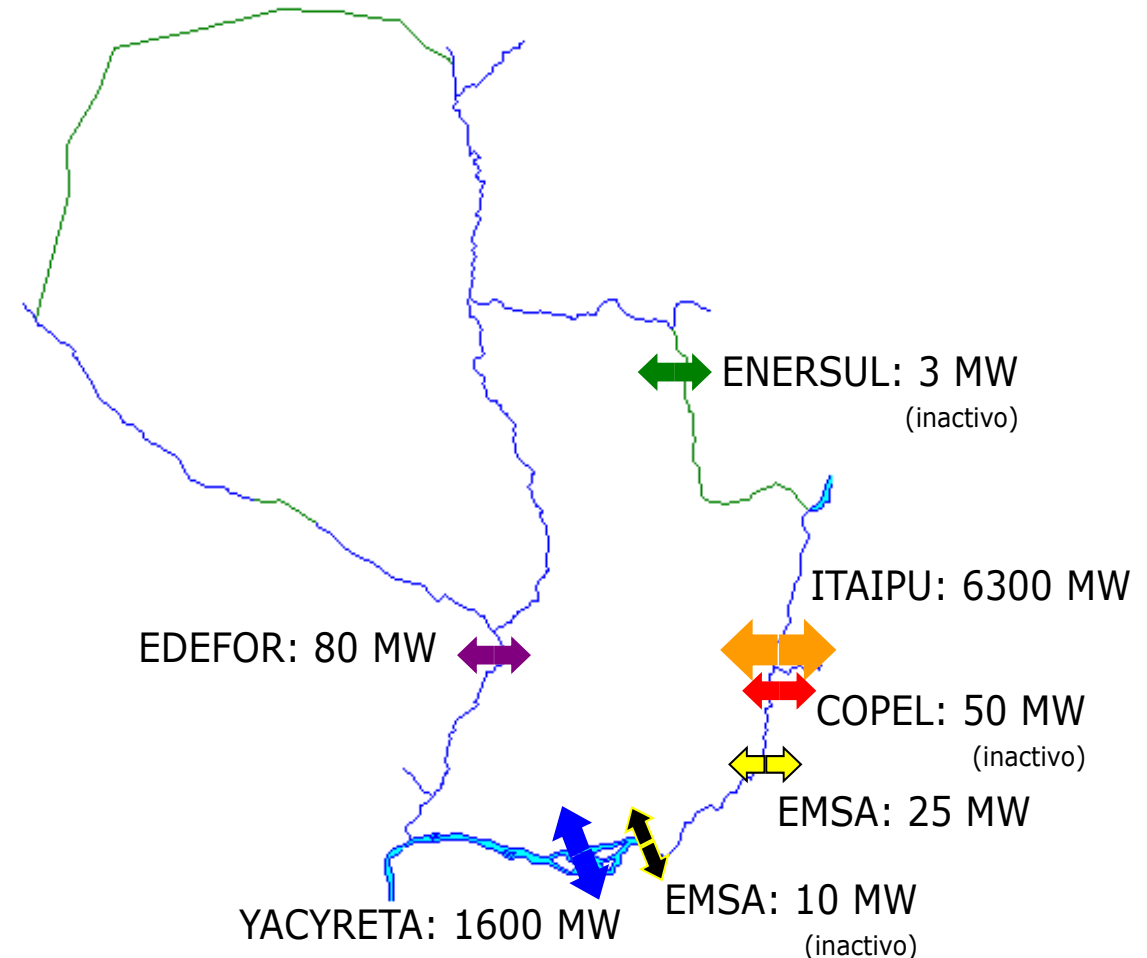 ENERSUL: 3 MW
(inactivo)
ITAIPU: 6300 MW
EDEFOR: 80 MW
COPEL: 50 MW
(inactivo)
EMSA: 25 MW
EMSA: 10 MW
(inactivo)
YACYRETA: 1600 MW